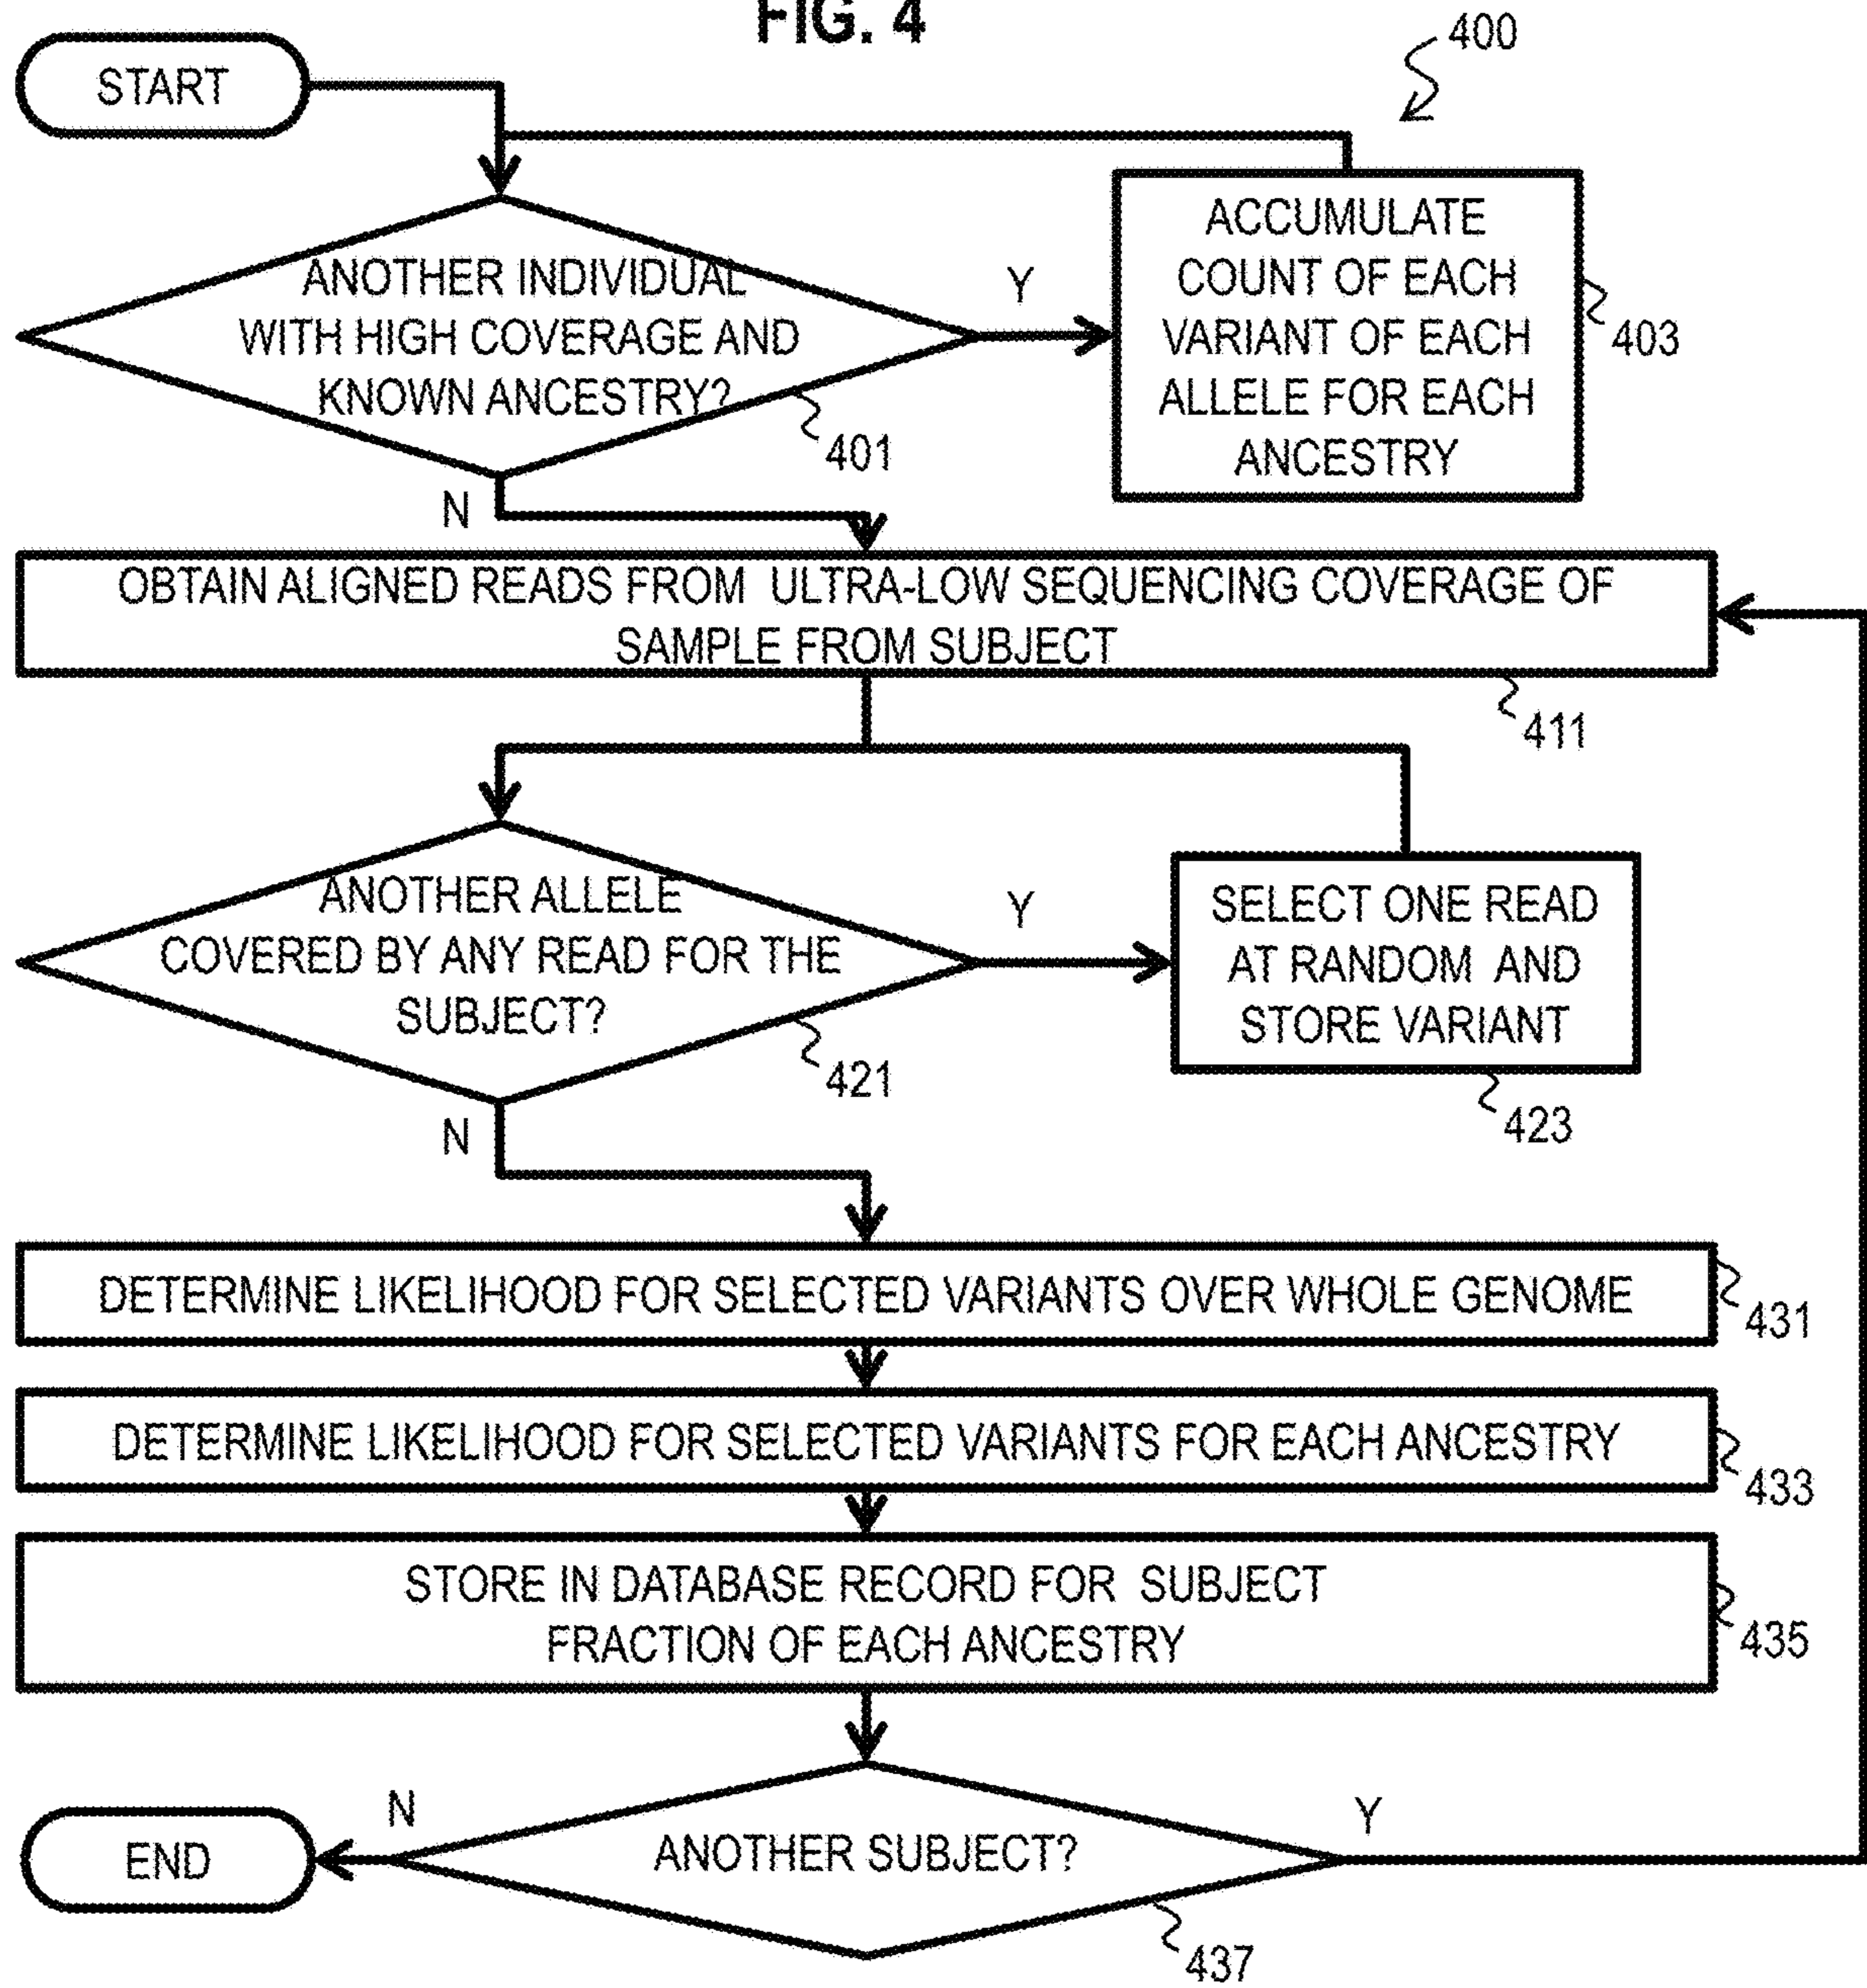 FIG. 4
400
START
ANOTHER INDIVIDUAL
WITH HIGH COVERAGE AND
KNOWN ANCESTRY?
401
Y
N
ACCUMULATE
COUNT OF EACH
VARIANT OF EACH
ALLELE FOR EACH
ANCESTRY
403
OBTAIN ALIGNED READS FROM ULTRA-LOW SEQUENCING COVERAGE OF
SAMPLE FROM SUBJECT
411
ANOTHER ALLELE
COVERED BY ANY READ FOR THE
SUBJECT?
421
Y
N
SELECT ONE READ
AT RANDOM AND
STORE VARIANT
423
DETERMINE LIKELIHOOD FOR SELECTED VARIANTS OVER WHOLE GENOME
431
DETERMINE LIKELIHOOD FOR SELECTED VARIANTS FOR EACH ANCESTRY
433
STORE IN DATABASE RECORD FOR SUBJECT
FRACTION OF EACH ANCESTRY
435
ANOTHER SUBJECT?
437
N
Y
END